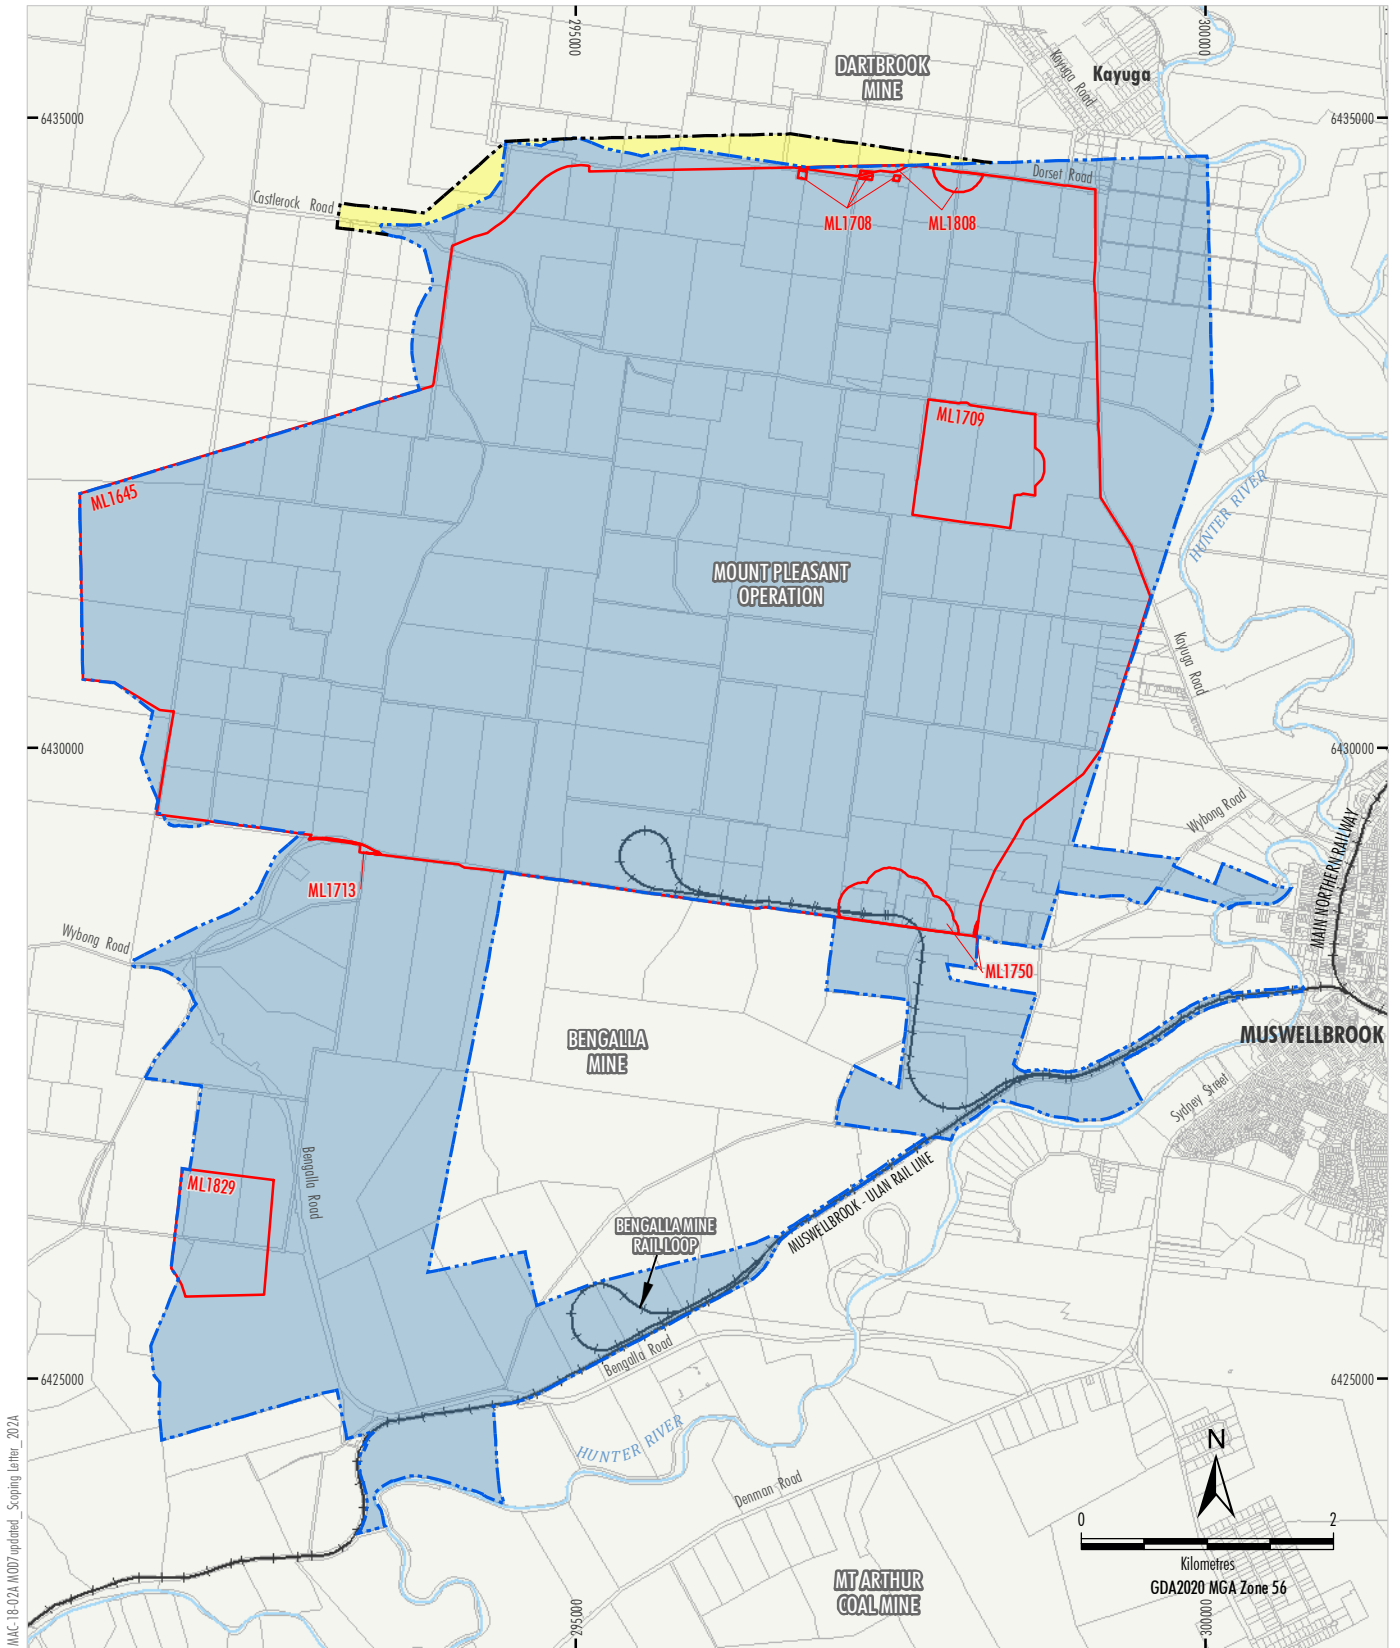 295000
300000
DARTBROOK
MINE
Kayuga
Kayuga Road
6435000
6435000
Dorset Road
Castlerock Road
ML1708
ML1808
ML1709
ML1645
HUNTER RIVER
MOUNT PLEASANT
OPERATION
Kayuga Road
6430000
6430000
Wybong Road
MAIN NORTHERN RAILWAY
ML1713
Wybong Road
ML1750
BENGALLA
MINE
MUSWELLBROOK
Sydney Street
Bengalla Road
ML1829
MUSWELLBROOK - ULAN RAIL LINE
BENGALLA MINE
RAIL LOOP
Bengalla Road
6425000
6425000
HUNTER RIVER
Denman Road
N
0 2
Kilometres
GDA2020 MGA Zone 56
MT ARTHUR
COAL MINE
295000
300000
MAC-18-02A MOD7updated_Scoping Letter_202A